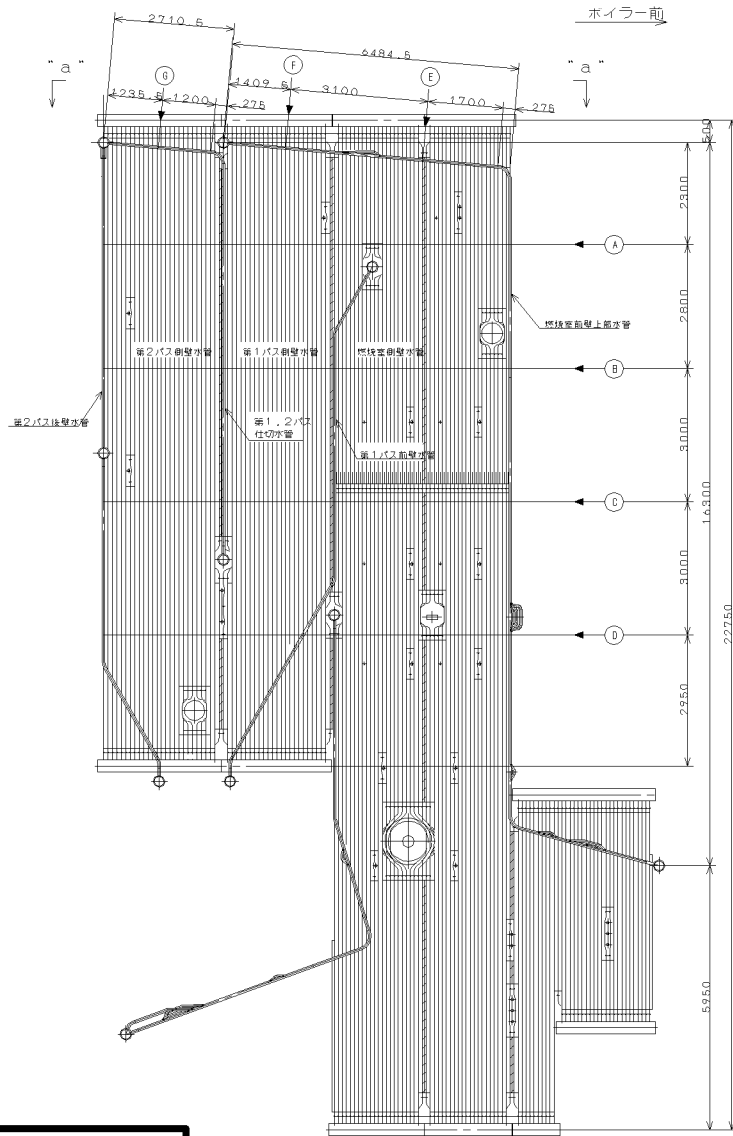 ボイラー前
2710.5
6484.5
"a"
"a"
G
F
E
1235.5
1200
275
1409.5
3100
1700
275
500
2300
A
2800
燃焼室前壁上部水管
第2パス側壁水管
第1パス側壁水管
燃焼室側壁水管
B
第2パス後壁水管
第1,2パス
仕切水管
第1パス前壁水管
3000
16300
C
3000
22750
D
2950
5950